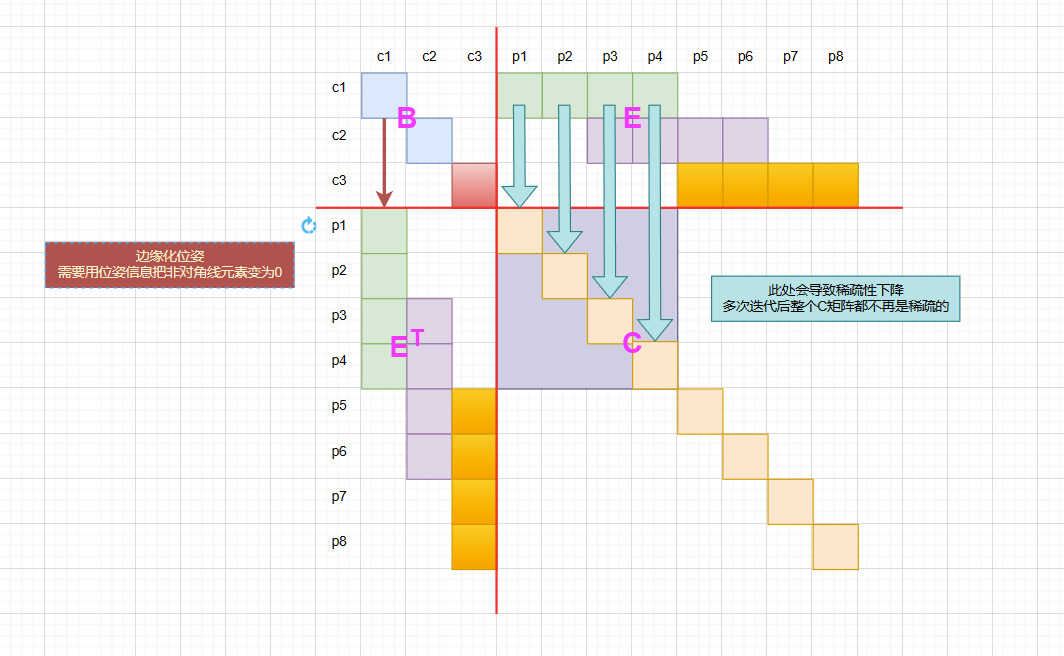 c1 c2 c3 p1 p2 p3 p4 p5 p6 p7 p8
c1
B
E
c2
c3
p1
边缘化位姿
需要用位姿信息把非对角线元素变为0
p2
此处会导致稀疏性下降
多次迭代后整个C矩阵都不再是稀疏的
p3
E^T
C
p4
p5
p6
p7
p8